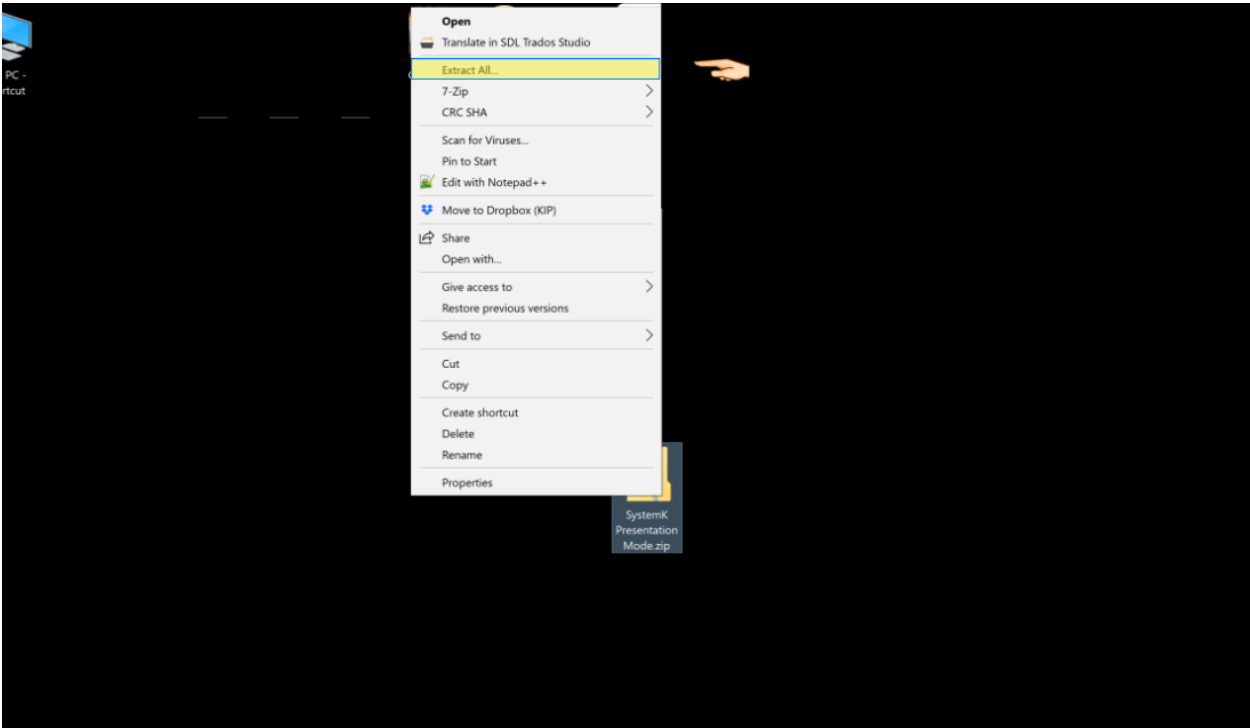 PC -
rtcut
Open
Translate in SDL Trados Studio
Extract All...
7-Zip
CRC SHA
Scan for Viruses...
Pin to Start
Edit with Notepad++
Move to Dropbox (KIP)
Share
Open with...
Give access to
Restore previous versions
Send to
Cut
Copy
Create shortcut
Delete
Rename
Properties
SystemK
Presentation
Mode.zip